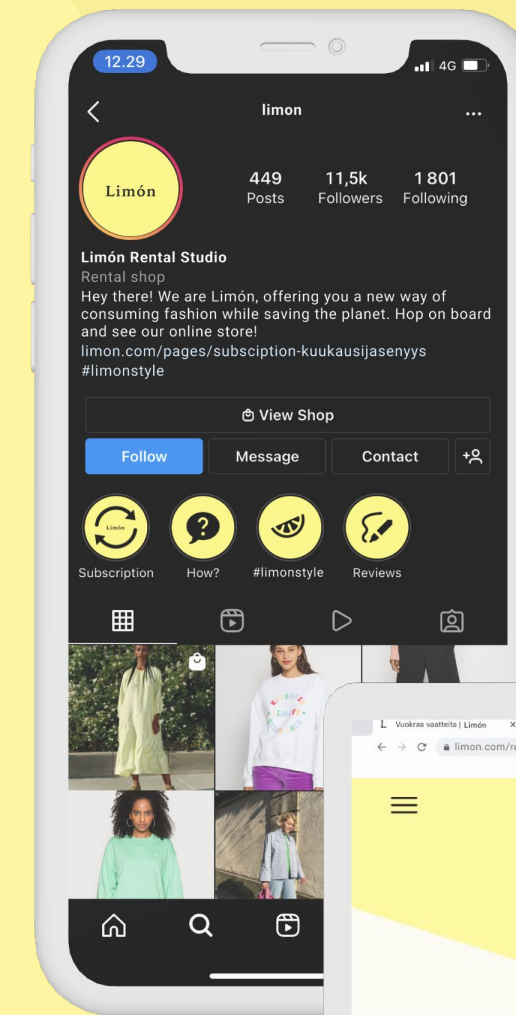 12.29
4G
limon
...
Limón
449
Posts
11,5k
Followers
1 801
Following
Limón Rental Studio
Rental shop
Hey there! We are Limón, offering you a new way of
consuming fashion while saving the planet. Hop on board
and see our online store!
limon.com/pages/subsciption-kuukausijasenyys
#limonstyle
View Shop
Follow
Message
Contact
Limón
?
Subscription
How?
#limonstyle
Reviews
L Vuokraa vaatteita | Limón X
limon.com/re